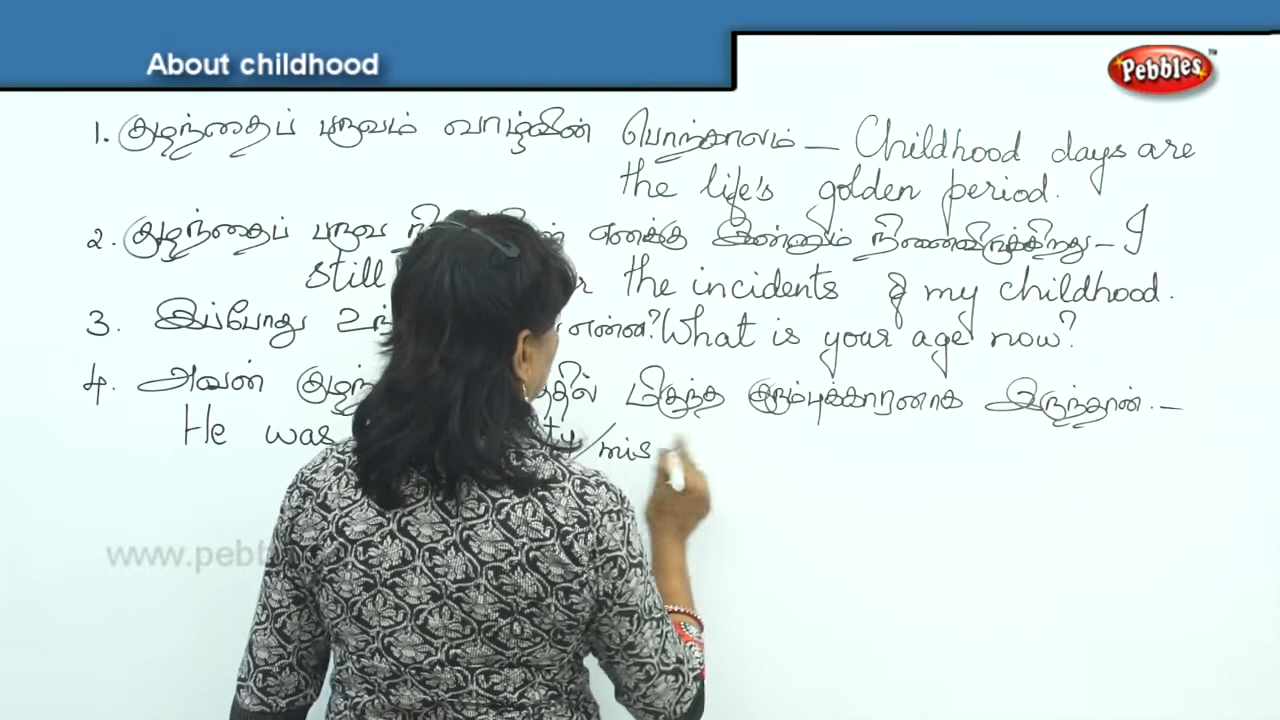 About childhood
Pebbles
1. குழந்தைப் பருவம் வாழ்வின் பொற்காலம் – Childhood days are
the life's golden period.
2. குழந்தைப் பருவ எனக்கு இன்னும் நினைவிருக்கிறது – I
still the incidents of my childhood.
3. இப்போது என்ன? What is your age now?
4. அவன் மிகுந்த குறும்புக்காரனாக இருந்தான். –
He was /mis
www.pebb